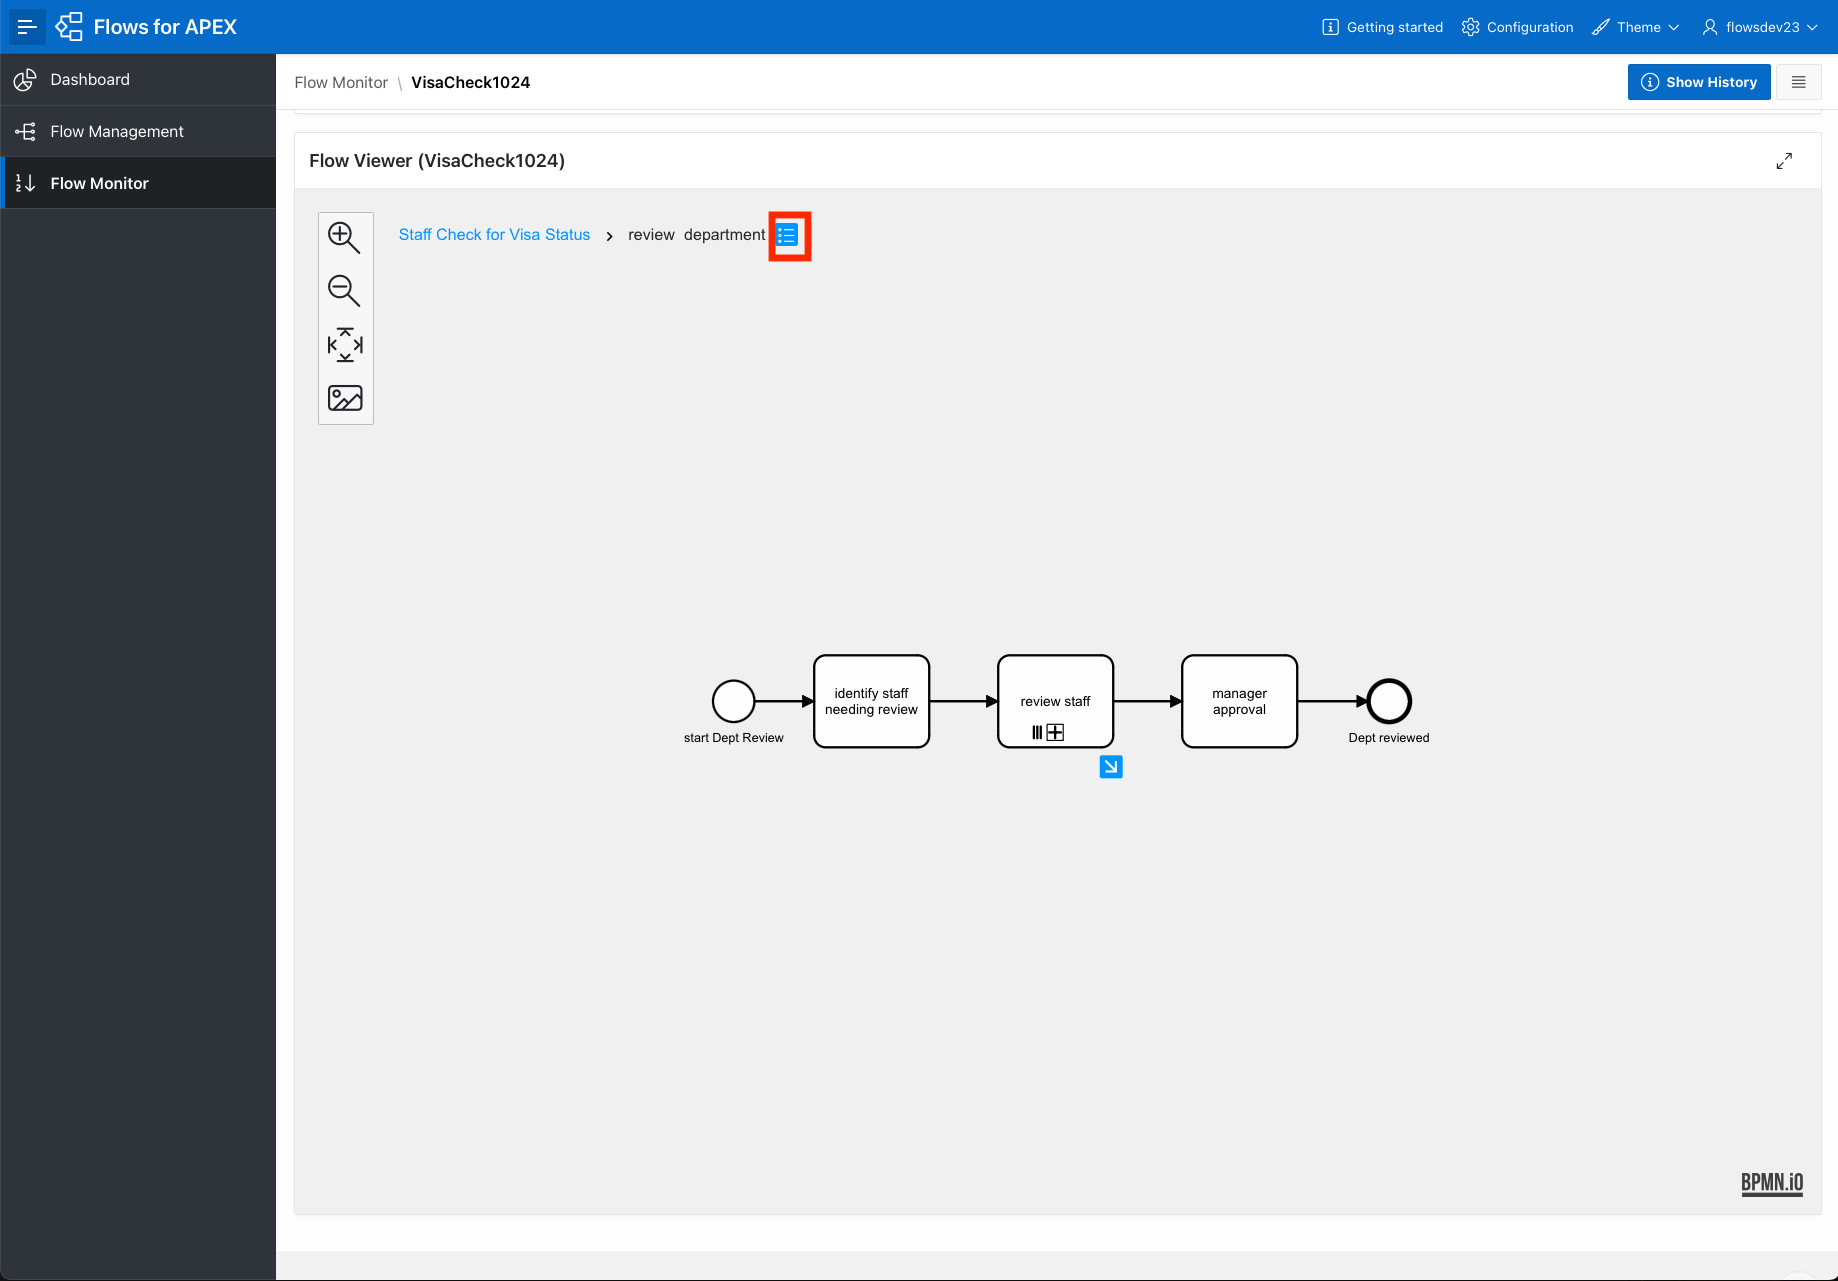 Flows for APEX
Getting started
Configuration
Theme
flowsdev23
Dashboard
Flow Management
Flow Monitor
Flow Monitor \ VisaCheck1024
Show History
Flow Viewer (VisaCheck1024)
Staff Check for Visa Status > review department
identify staff
needing review
review staff
manager
approval
start Dept Review
Dept reviewed
BPMN.iO